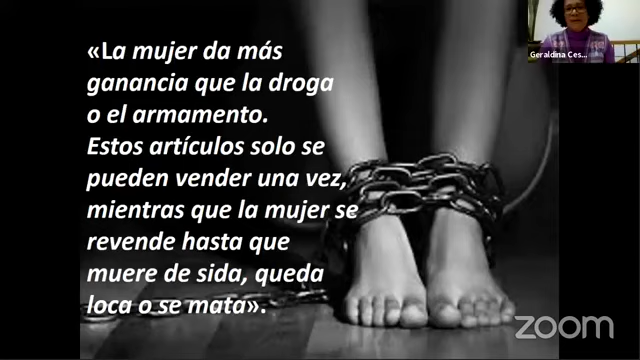 Geraldina Ces...
«La mujer da más
ganancia que la droga
o el armamento.
Estos artículos solo se
pueden vender una vez,
mientras que la mujer se
revende hasta que
muere de sida, queda
loca o se mata».
zoom